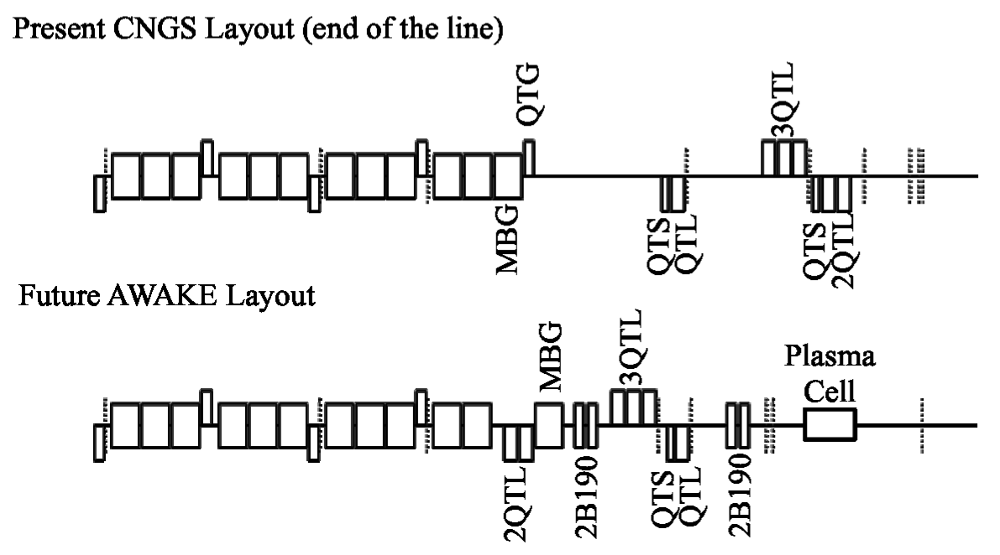 Present CNGS Layout (end of the line)
QTG
3QTL
MBG
QTS
QTL
QTS
2QTL
Future AWAKE Layout
MBG
3QTL
Plasma
Cell
2QTL
2B190
QTS
QTL
2B190